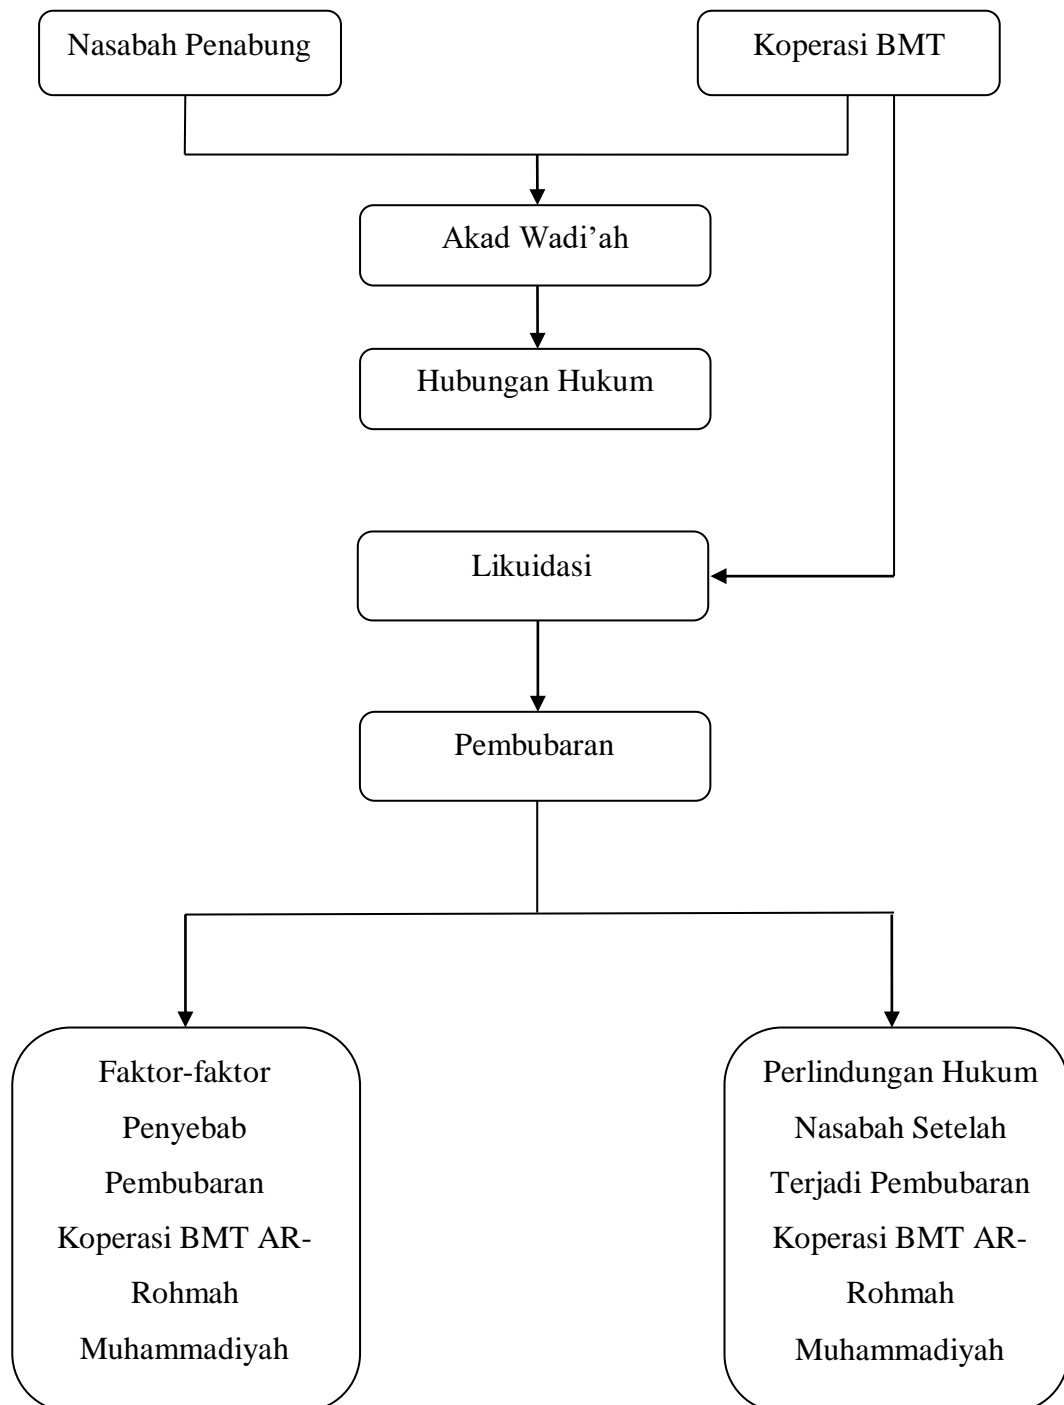 Nasabah Penabung
Koperasi BMT
Akad Wadi’ah
Hubungan Hukum
Likuidasi
Pembubaran
Faktor-faktor
Penyebab
Pembubaran
Koperasi BMT AR-
Rohmah
Muhammadiyah
Perlindungan Hukum
Nasabah Setelah
Terjadi Pembubaran
Koperasi BMT AR-
Rohmah
Muhammadiyah